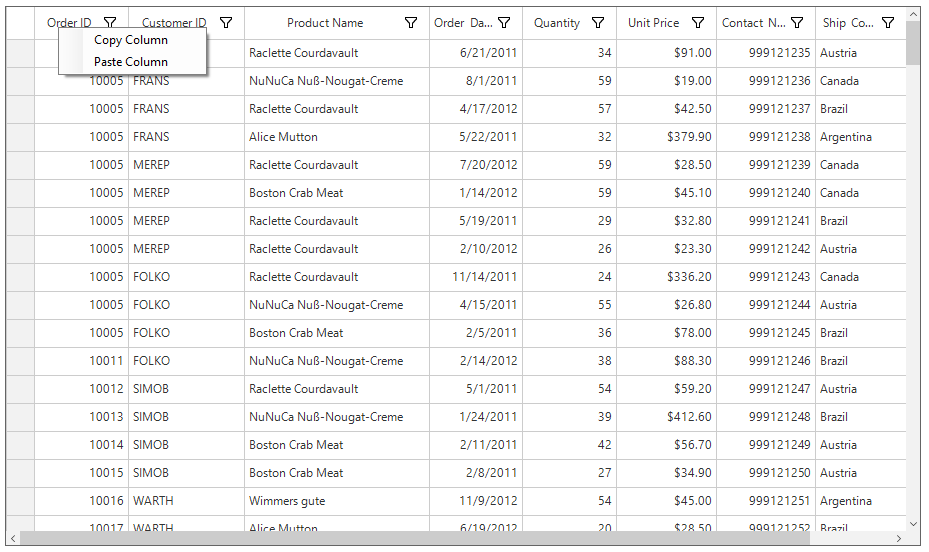 Order ID Customer ID Product Name Order Da... Quantity Unit Price Contact N... Ship Co...
Copy Column
Paste Column
Raclette Courdavault 6/21/2011 34 $91.00 999121235 Austria
10005 FRANS NuNuCa Nuß-Nougat-Creme 8/1/2011 59 $19.00 999121236 Canada
10005 FRANS Raclette Courdavault 4/17/2012 57 $42.50 999121237 Brazil
10005 FRANS Alice Mutton 5/22/2011 32 $379.90 999121238 Argentina
10005 MEREP Raclette Courdavault 7/20/2012 59 $28.50 999121239 Canada
10005 MEREP Boston Crab Meat 1/14/2012 59 $45.10 999121240 Canada
10005 MEREP Raclette Courdavault 5/19/2011 29 $32.80 999121241 Brazil
10005 MEREP Raclette Courdavault 2/10/2012 26 $23.30 999121242 Austria
10005 FOLKO Raclette Courdavault 11/14/2011 24 $336.20 999121243 Canada
10005 FOLKO NuNuCa Nuß-Nougat-Creme 4/15/2011 55 $26.80 999121244 Austria
10005 FOLKO Boston Crab Meat 2/5/2011 36 $78.00 999121245 Brazil
10011 FOLKO NuNuCa Nuß-Nougat-Creme 2/14/2012 38 $88.30 999121246 Brazil
10012 SIMOB Raclette Courdavault 5/1/2011 54 $59.20 999121247 Austria
10013 SIMOB NuNuCa Nuß-Nougat-Creme 1/24/2011 39 $412.60 999121248 Brazil
10014 SIMOB Boston Crab Meat 2/11/2011 42 $56.70 999121249 Austria
10015 SIMOB Boston Crab Meat 2/8/2011 27 $34.90 999121250 Austria
10016 WARTH Wimmers gute 11/9/2012 54 $45.00 999121251 Argentina
10017 WARTH Alice Mutton 6/19/2012 20 $28.50 999121252 Brazil